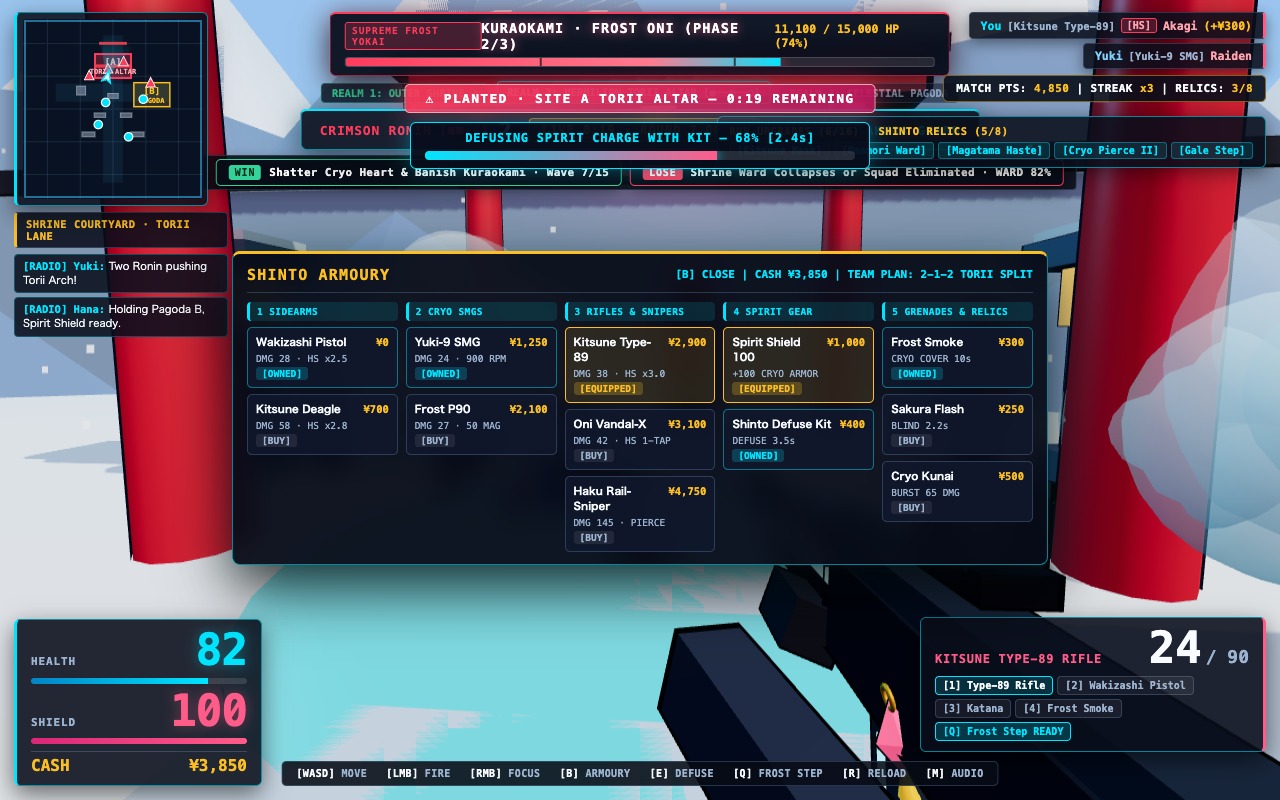 [A]
TORII ALTAR
[B]
SUPREME FROST
YOKAI
KURAOKAMI · FROST ONI (PHASE
2/3)
11,100 / 15,000 HP
(74%)
You [Kitsune Type-89] [HS] Akagi (+¥300)
Yuki [Yuki-9 SMG] Raiden
MATCH PTS: 4,850 | STREAK x3 | RELICS: 3/8
REALM 1:
⚠ PLANTED · SITE A TORII ALTAR — 0:19 REMAINING
CRIMSON
DEFUSING SPIRIT CHARGE WITH KIT — 68% [2.4s]
SHINTO RELICS (5/8)
[Magatama Haste] [Cryo Pierce II] [Gale Step]
WIN Shatter Cryo Heart & Banish Kuraokami · Wave 7/15
LOSE Shrine Ward Collapses or Squad Eliminated · WARD 82%
SHRINE COURTYARD · TORII
LANE
[RADIO] Yuki: Two Ronin pushing
Torii Arch!
[RADIO] Hana: Holding Pagoda B,
Spirit Shield ready.
SHINTO ARMOURY
[B] CLOSE | CASH ¥3,850 | TEAM PLAN: 2-1-2 TORII SPLIT
1 SIDEARMS
Wakizashi Pistol ¥0
DMG 28 · HS x2.5
[OWNED]
Kitsune Deagle ¥700
DMG 58 · HS x2.8
[BUY]
2 CRYO SMGS
Yuki-9 SMG ¥1,250
DMG 24 · 900 RPM
[OWNED]
Frost P90 ¥2,100
DMG 27 · 50 MAG
[BUY]
3 RIFLES & SNIPERS
Kitsune Type-
89
¥2,900
DMG 38 · HS x3.0
[EQUIPPED]
Oni Vandal-X ¥3,100
DMG 42 · HS 1-TAP
[BUY]
Haku Rail-
Sniper
¥4,750
DMG 145 · PIERCE
[BUY]
4 SPIRIT GEAR
Spirit Shield
100
¥1,000
+100 CRYO ARMOR
[EQUIPPED]
Shinto Defuse Kit ¥400
DEFUSE 3.5s
[OWNED]
5 GRENADES & RELICS
Frost Smoke ¥300
CRYO COVER 10s
[OWNED]
Sakura Flash ¥250
BLIND 2.2s
[BUY]
Cryo Kunai ¥500
BURST 65 DMG
[BUY]
HEALTH 82
SHIELD 100
CASH ¥3,850
KITSUNE TYPE-89 RIFLE 24 / 90
[1] Type-89 Rifle [2] Wakizashi Pistol
[3] Katana [4] Frost Smoke
[Q] Frost Step READY
[WASD] MOVE [LMB] FIRE [RMB] FOCUS [B] ARMOURY [E] DEFUSE [Q] FROST STEP [R] RELOAD [M] AUDIO